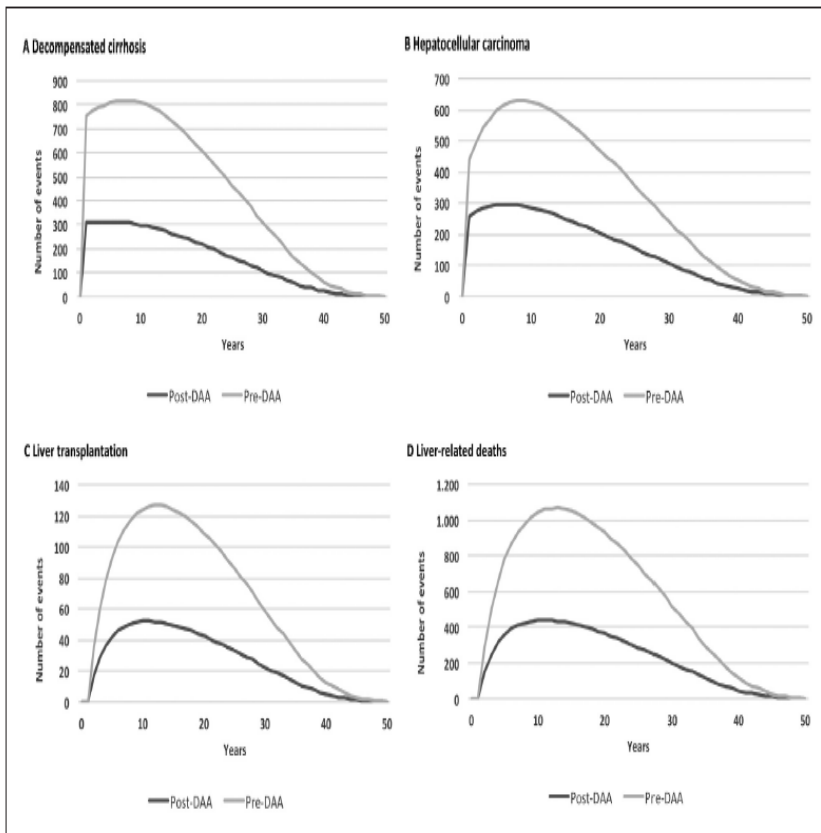 A Decompensated cirrhosis
900
800
700
600
500
400
300
200
100
0
Number of events
0 10 20 30 40 50
Years
Post-DAA Pre-DAA
B Hepatocellular carcinoma
700
600
500
400
300
200
100
0
Number of events
0 10 20 30 40 50
Years
Post-DAA Pre-DAA
C Liver transplantation
140
120
100
80
60
40
20
0
Number of events
0 10 20 30 40 50
Years
Post-DAA Pre-DAA
D Liver-related deaths
1.200
1.000
800
600
400
200
0
Number of events
0 10 20 30 40 50
Years
Post-DAA Pre-DAA